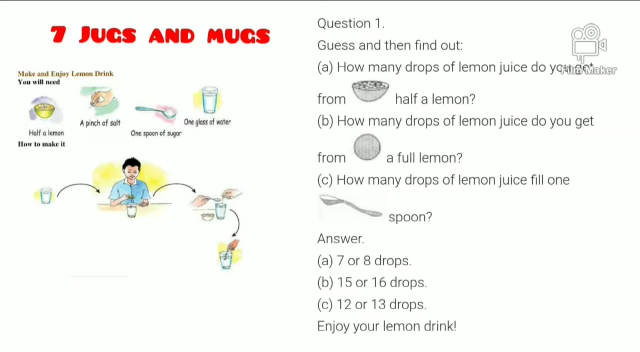 7 JUGS AND MUGS
Make and Enjoy Lemon Drink
You will need
Half a lemon
A pinch of salt
One spoon of sugar
One glass of water
How to make it
Question 1.
Guess and then find out:
(a) How many drops of lemon juice do you get
from half a lemon?
(b) How many drops of lemon juice do you get
from a full lemon?
(c) How many drops of lemon juice fill one
spoon?
Answer.
(a) 7 or 8 drops.
(b) 15 or 16 drops.
(c) 12 or 13 drops.
Enjoy your lemon drink!
Film Maker